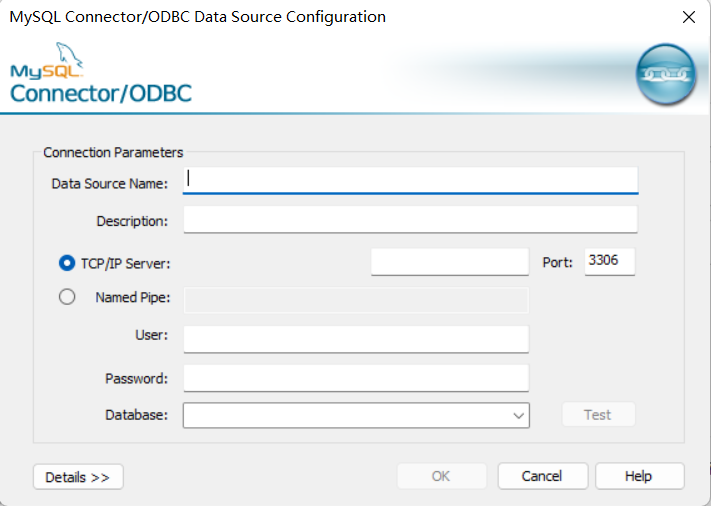 MySQL Connector/ODBC Data Source Configuration
MySQL
Connector/ODBC
Connection Parameters
Data Source Name:
Description:
TCP/IP Server:
Port: 3306
Named Pipe:
User:
Password:
Database:
Test
Details >>
OK
Cancel
Help